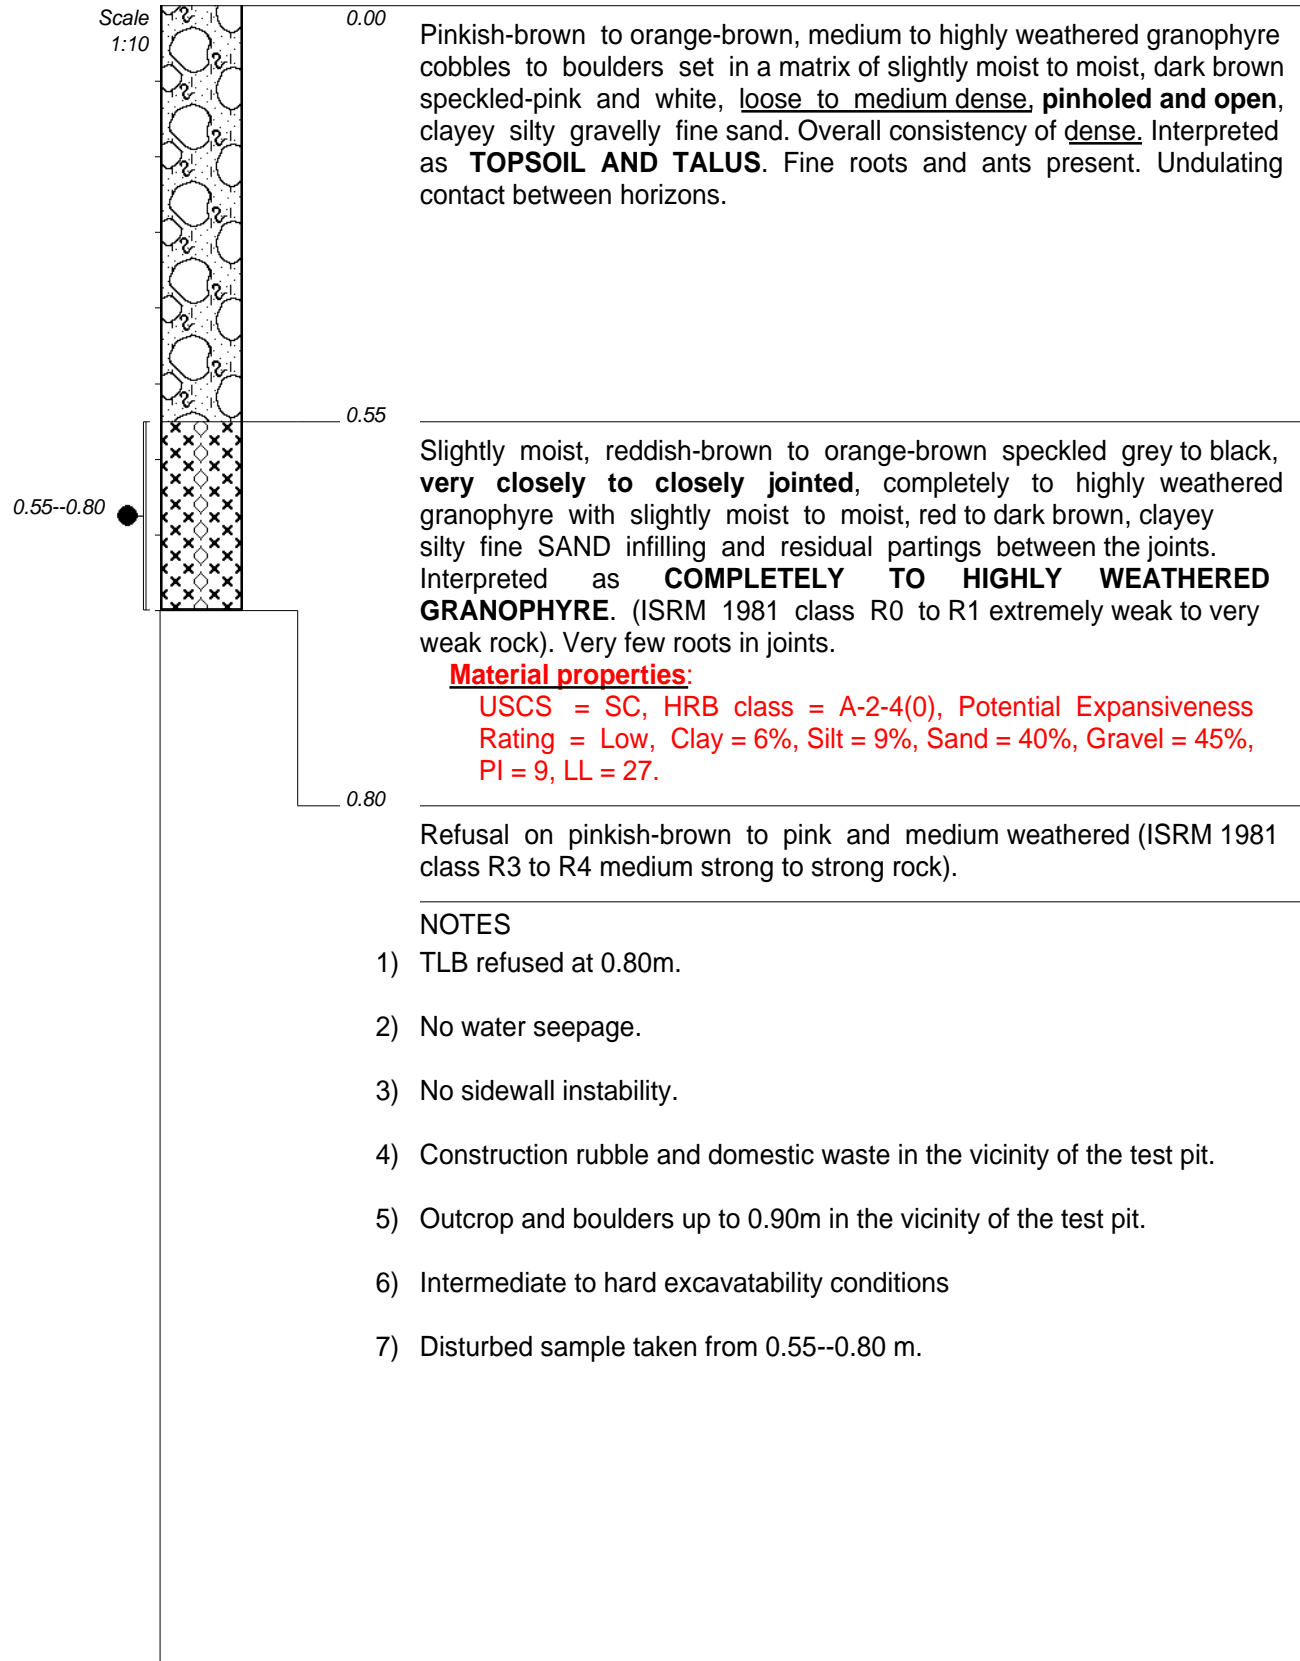 Scale
1:10
0.00
Pinkish-brown to orange-brown, medium to highly weathered granophyre
cobbles to boulders set in a matrix of slightly moist to moist, dark brown
speckled-pink and white, loose to medium dense, pinholed and open,
clayey silty gravelly fine sand. Overall consistency of dense. Interpreted
as TOPSOIL AND TALUS. Fine roots and ants present. Undulating
contact between horizons.
0.55
Slightly moist, reddish-brown to orange-brown speckled grey to black,
very closely to closely jointed, completely to highly weathered
0.55--0.80
granophyre with slightly moist to moist, red to dark brown, clayey
silty fine SAND infilling and residual partings between the joints.
Interpreted as COMPLETELY TO HIGHLY WEATHERED
GRANOPHYRE. (ISRM 1981 class R0 to R1 extremely weak to very
weak rock). Very few roots in joints.
Material properties:
USCS = SC, HRB class = A-2-4(0), Potential Expansiveness
Rating = Low, Clay = 6%, Silt = 9%, Sand = 40%, Gravel = 45%,
PI = 9, LL = 27.
0.80
Refusal on pinkish-brown to pink and medium weathered (ISRM 1981
class R3 to R4 medium strong to strong rock).
NOTES
1) TLB refused at 0.80m.
2) No water seepage.
3) No sidewall instability.
4) Construction rubble and domestic waste in the vicinity of the test pit.
5) Outcrop and boulders up to 0.90m in the vicinity of the test pit.
6) Intermediate to hard excavatability conditions
7) Disturbed sample taken from 0.55--0.80 m.